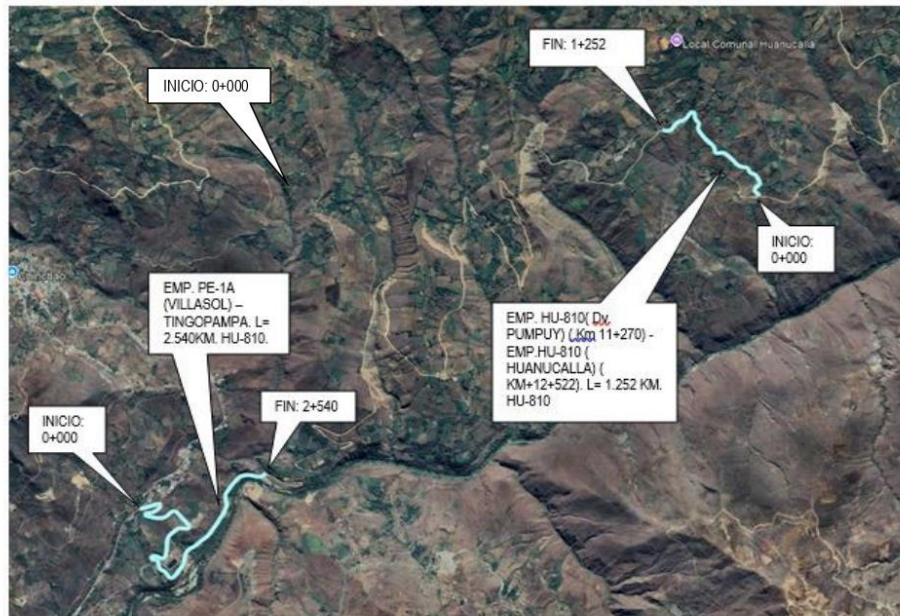 FIN: 1+252
Local Comunal Huanucalla
INICIO: 0+000
INICIO:
0+000
EMP. PE-1A
(VILLASOL) –
TINGOPAMPA. L=
2.540KM. HU-810.
EMP. HU-810( Dv.
PUMPUY) (.Km 11+270) -
EMP.HU-810 (
HUANUCALLA) (
KM+12+522). L= 1.252 KM.
HU-810
FIN: 2+540
INICIO:
0+000